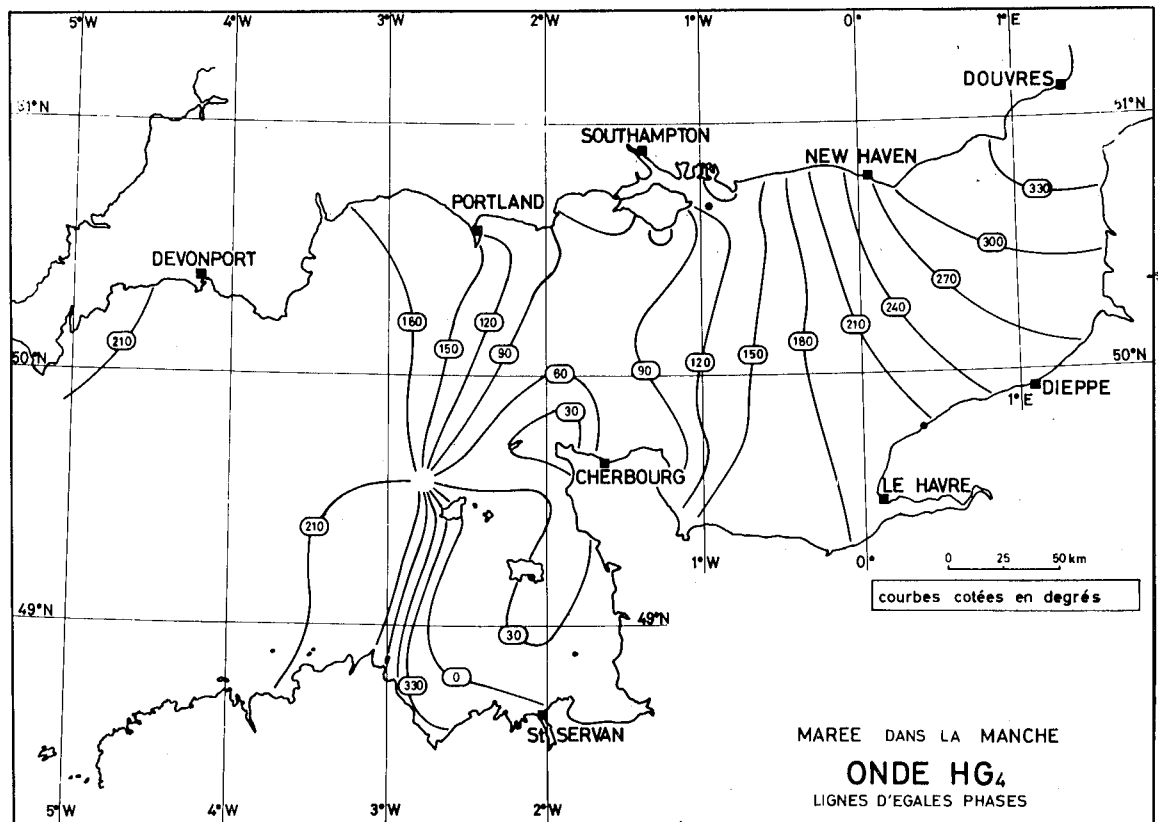 5°W
4°W
3°W
2°W
1°W
0°
1°E
DOUVRES
51°N
51°N
SOUTHAMPTON
NEW HAVEN
330
PORTLAND
300
DEVONPORT
270
240
180
120
210
150
210
90
180
150
120
90
60
50°N
50°N
30
DIEPPE
1°E
CHERBOURG
LE HAVRE
210
0 25 50 km
1°W
0°
courbes cotées en degrés
49°N
49°N
30
330
0
St SERVAN
MAREE DANS LA MANCHE
ONDE HG4
LIGNES D'EGALES PHASES
5°W
4°W
3°W
2°W